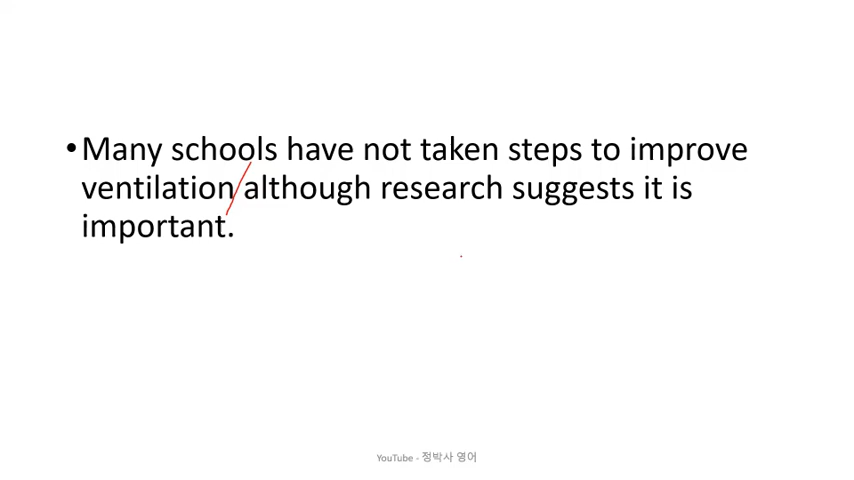 •Many schools have not taken steps to improve
ventilation although research suggests it is
important.
YouTube - 정박사 영어